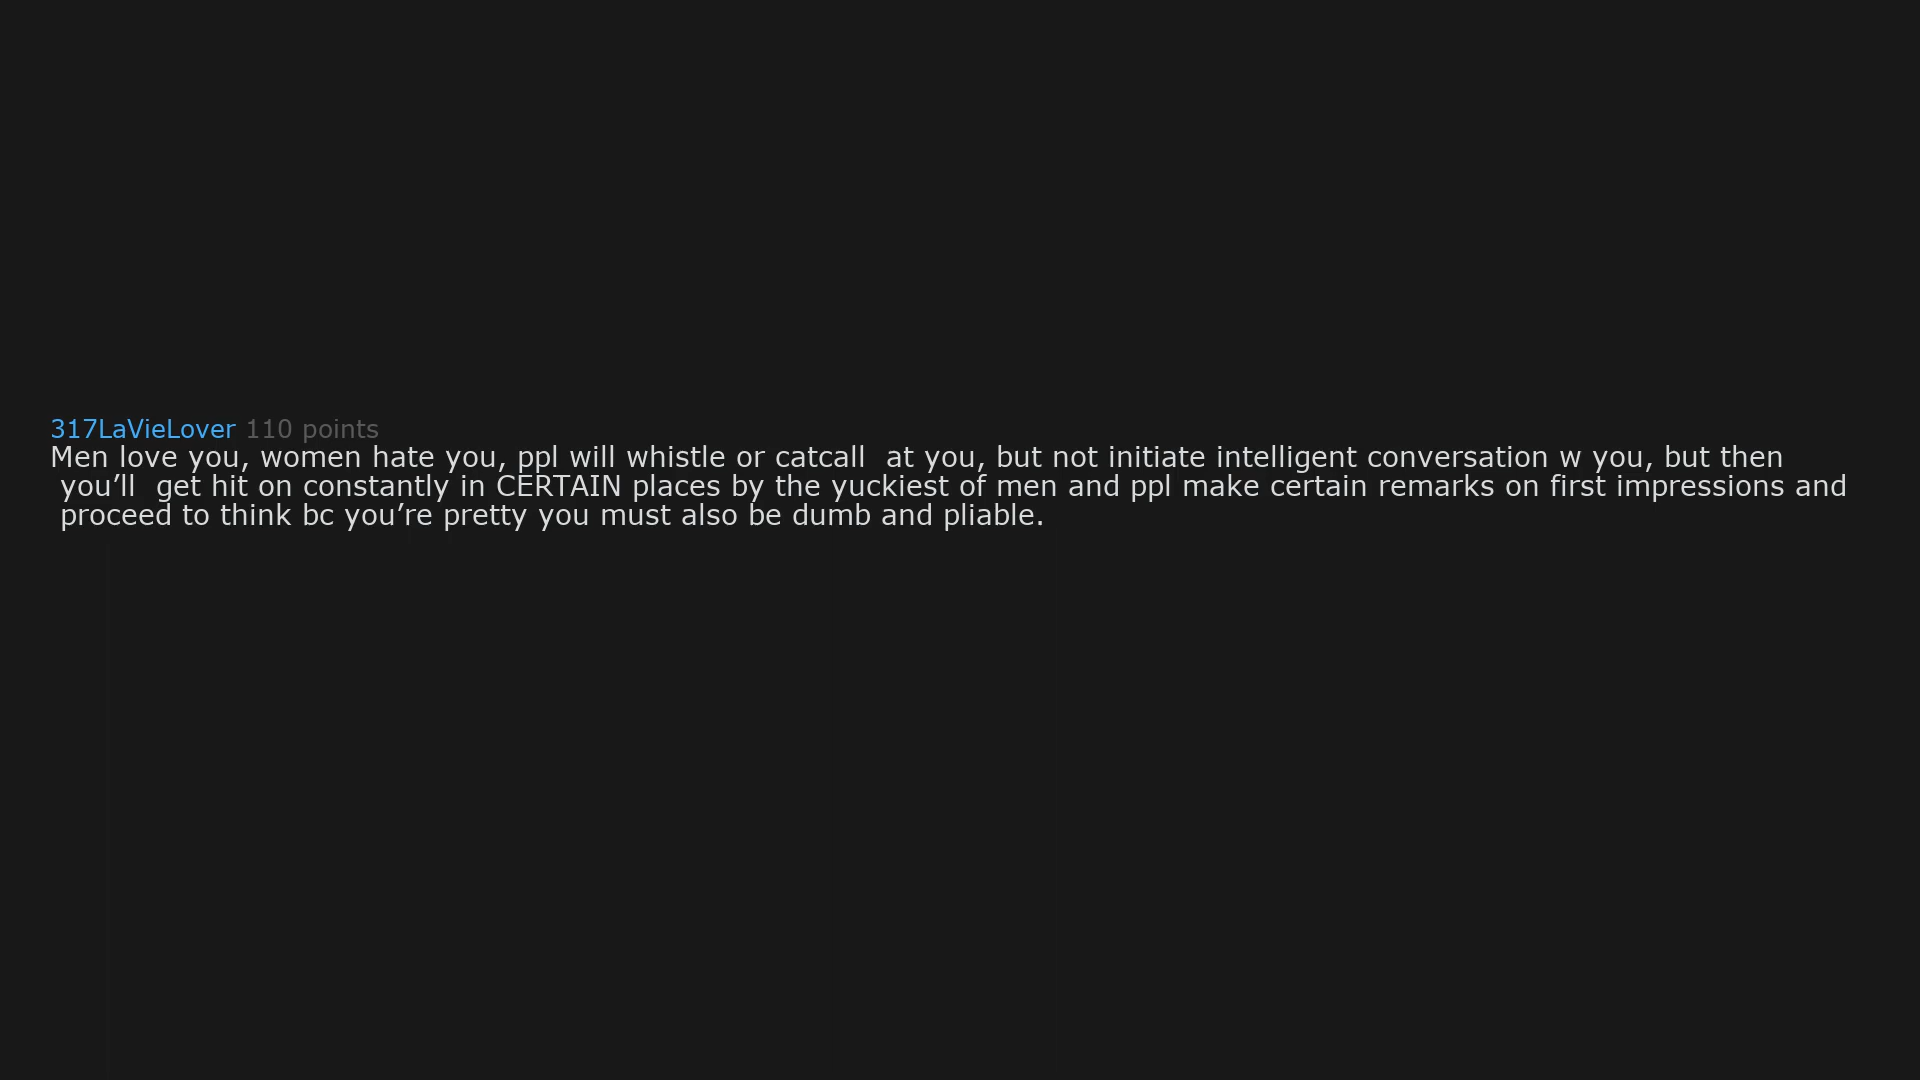 317LaVieLover 110 points
Men love you, women hate you, ppl will whistle or catcall  at you, but not initiate intelligent conversation w you, but then
you’ll  get hit on constantly in CERTAIN places by the yuckiest of men and ppl make certain remarks on first impressions and
proceed to think bc you’re pretty you must also be dumb and pliable.